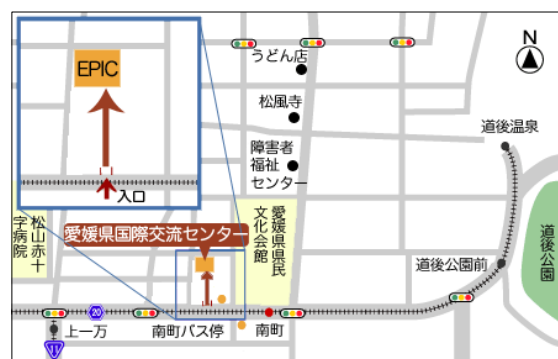 EPIC
入口
うどん店
松風寺
障害者
福祉
センター
N
道後温泉
松山赤十
字病院
愛媛県国際交流センター
愛媛県県民
文化会館
道後公園前
道後公園
20
上一万
南町バス停
南町
11